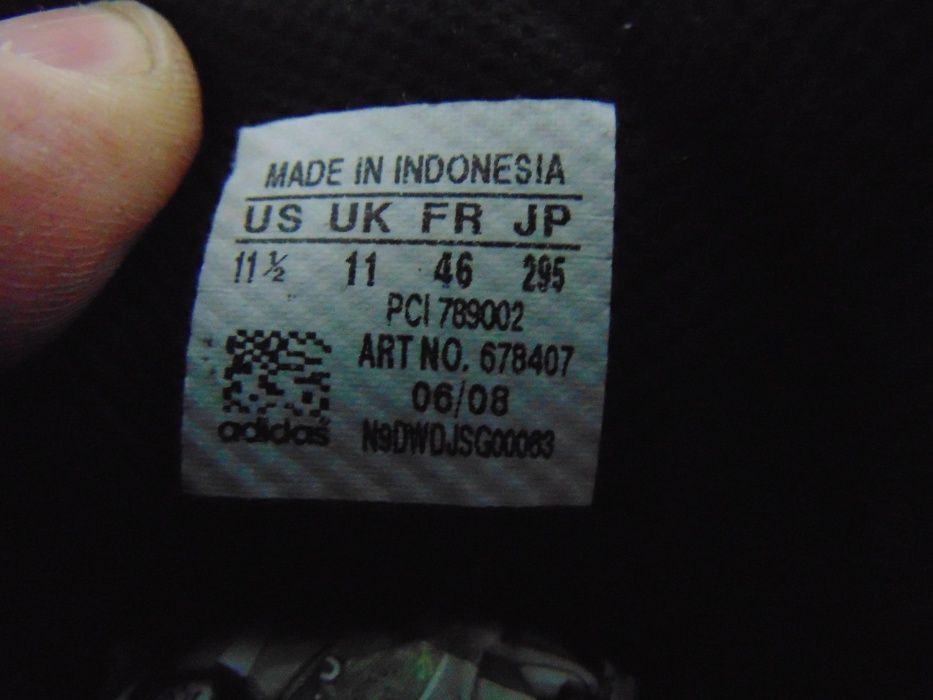 MADE IN INDONESIA
US UK FR JP
11½ 11 46 295
PCI 789002
ART NO. 678407
06/08
adidas N9DWDJSG00083